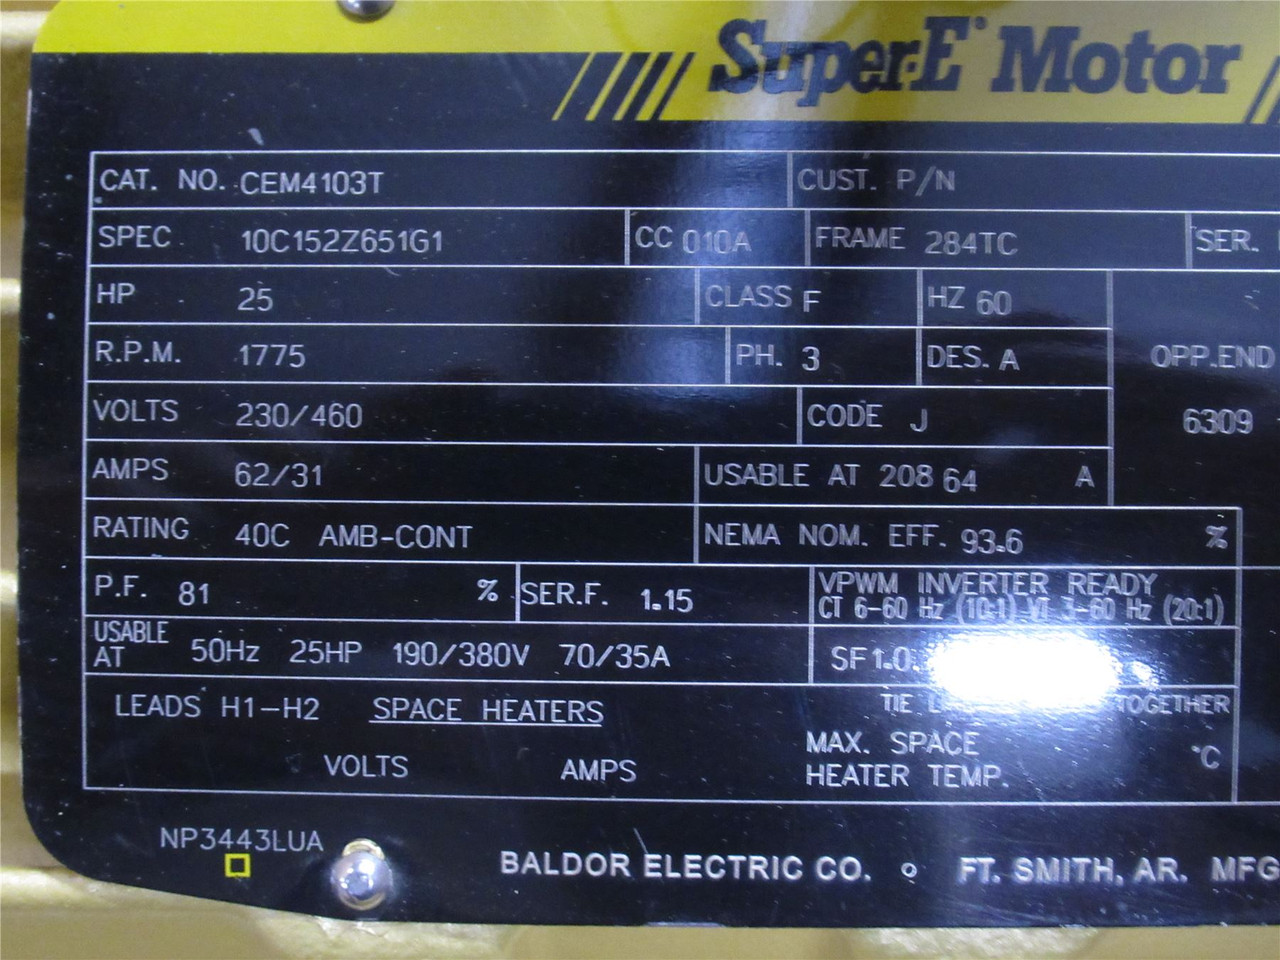 Super-E® Motor
CAT. NO. CEM4103T CUST. P/N
SPEC 10C152Z651G1 CC 010A FRAME 284TC SER.
HP 25 CLASS F HZ 60
R.P.M. 1775 PH. 3 DES. A OPP.END
VOLTS 230/460 CODE J 6309
AMPS 62/31 USABLE AT 208 64 A
RATING 40C AMB-CONT NEMA NOM. EFF. 93.6 %
P.F. 81 % SER.F. 1.15 VPWM INVERTER READY
CT 6-60 Hz (10:1) VT 3-60 Hz (20:1)
USABLE AT 50Hz 25HP 190/380V 70/35A SF1.0
LEADS H1-H2 SPACE HEATERS TIE TOGETHER
VOLTS AMPS MAX. SPACE HEATER TEMP. °C
NP3443LUA
BALDOR ELECTRIC CO. FT. SMITH, AR. MFG